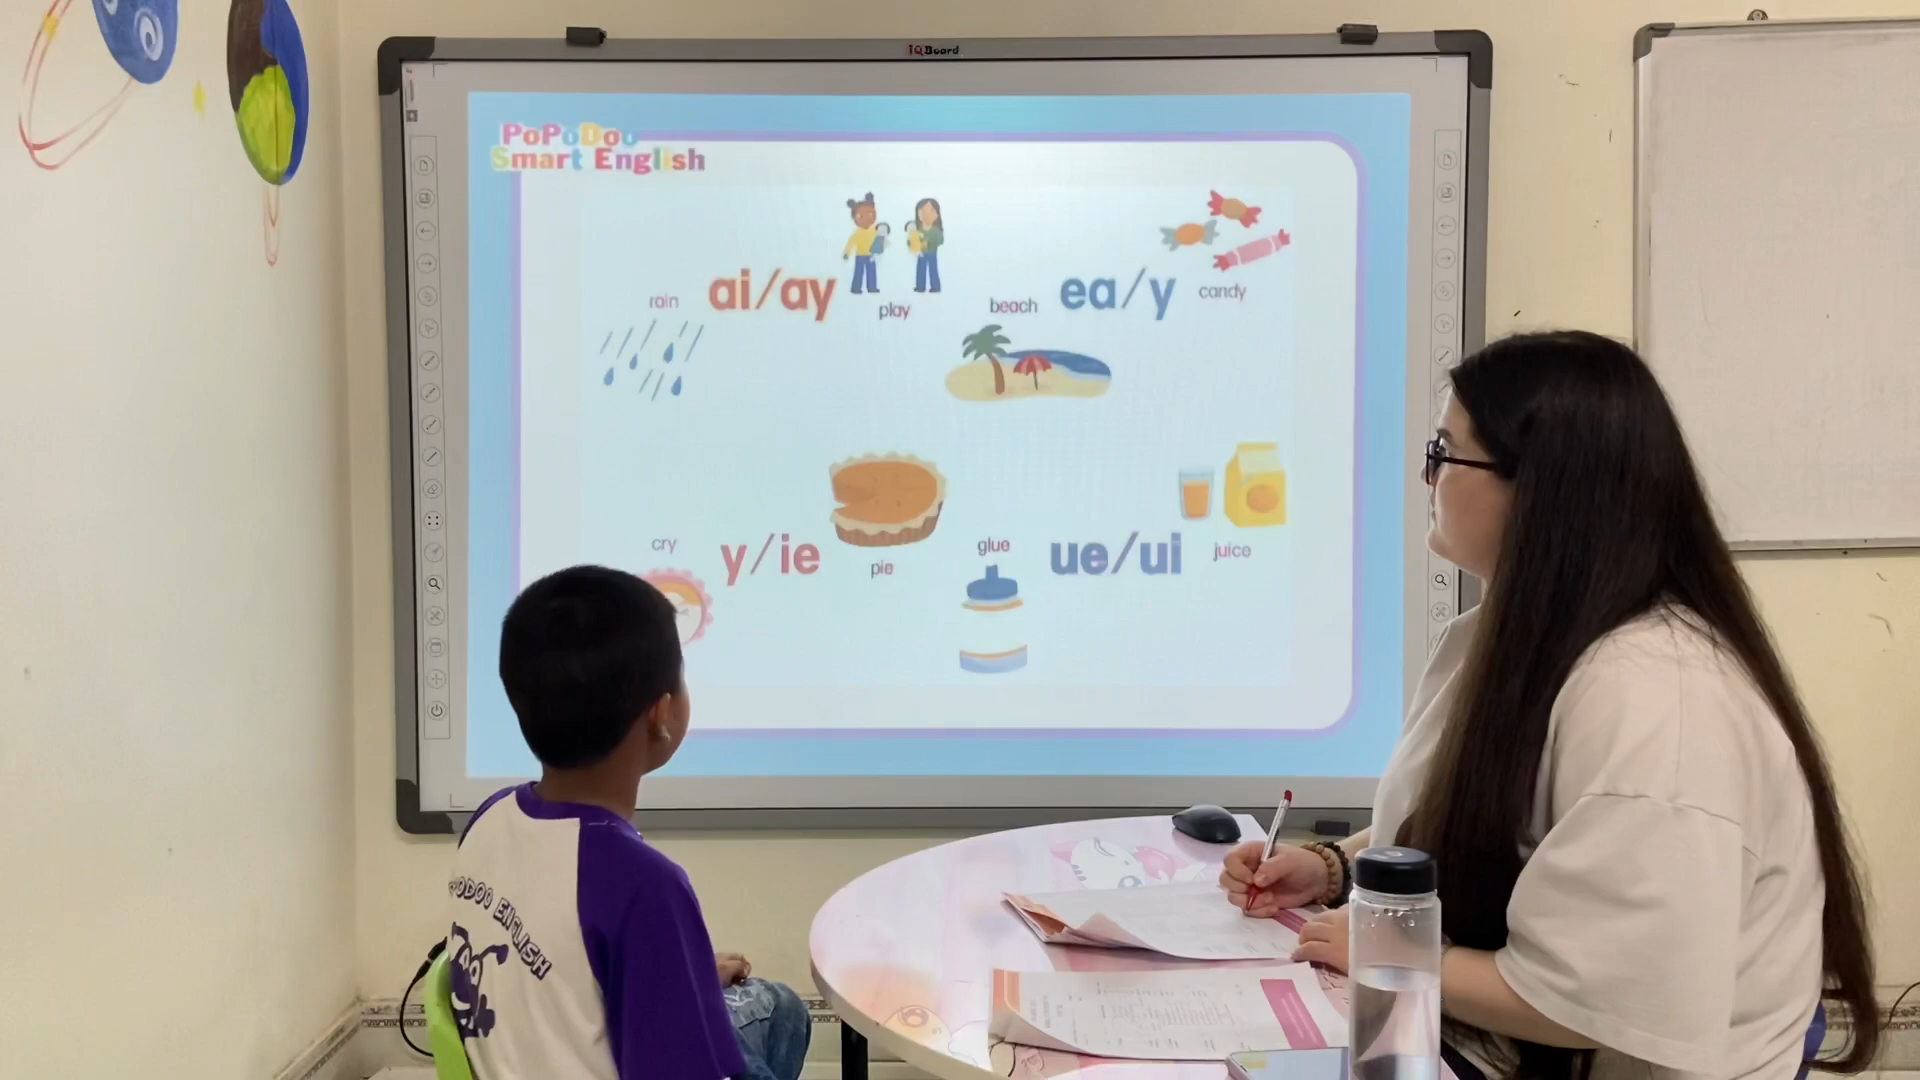 iQBoard
PoPoDoo
Smart English
rain
ai/ay
play
beach
ea/y
candy
cry
y/ie
pie
glue
ue/ui
juice
ENGLISH